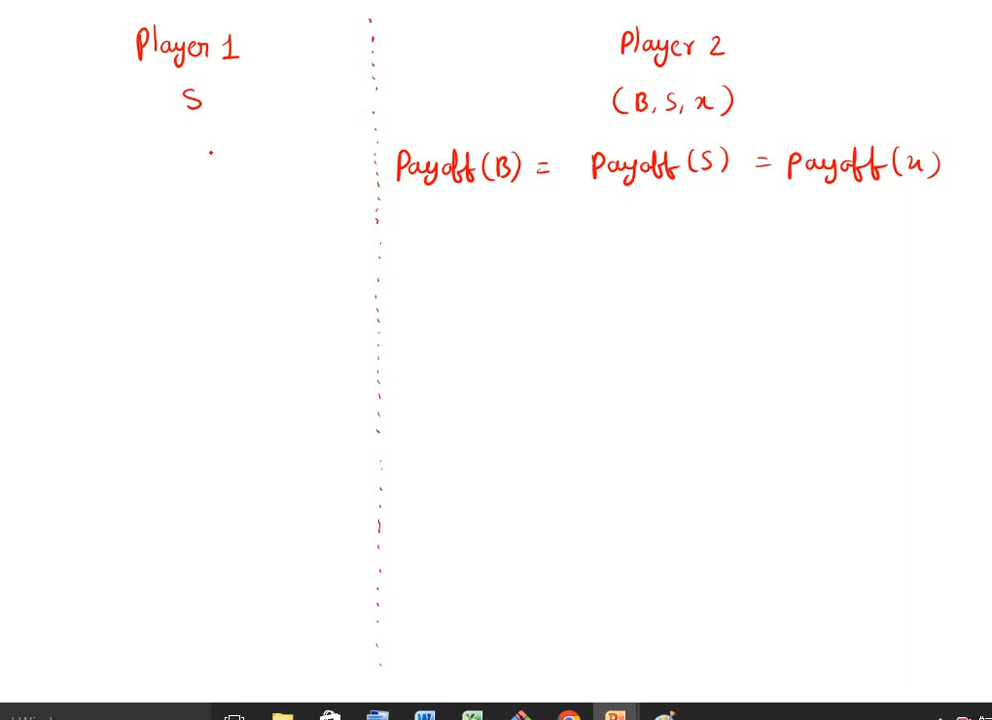 Player 1
S
Player 2
(B, S, x)
Payoff(B) = Payoff(S) = Payoff(x)